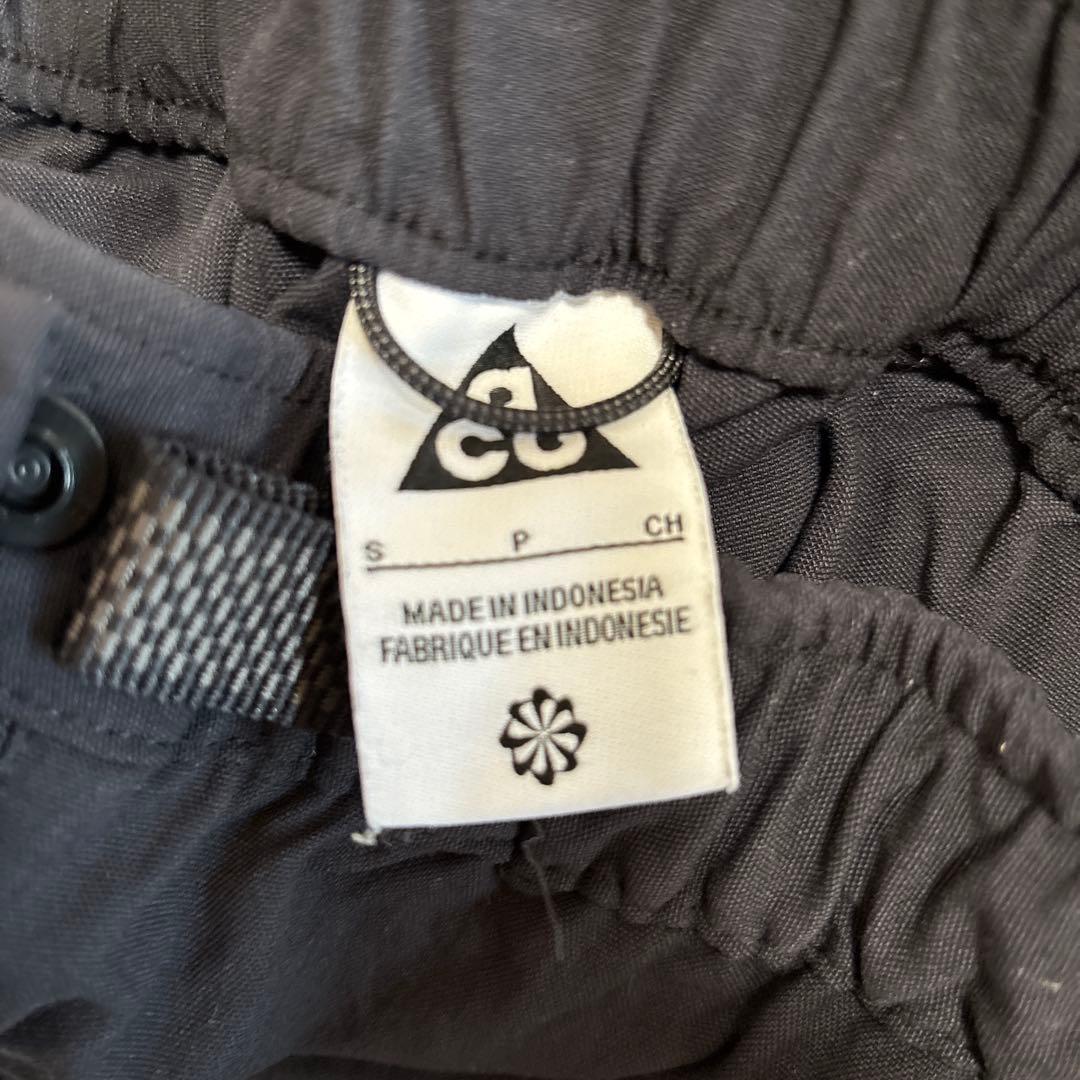 aCG
S P CH
MADE IN INDONESIA
FABRIQUE EN INDONESIE